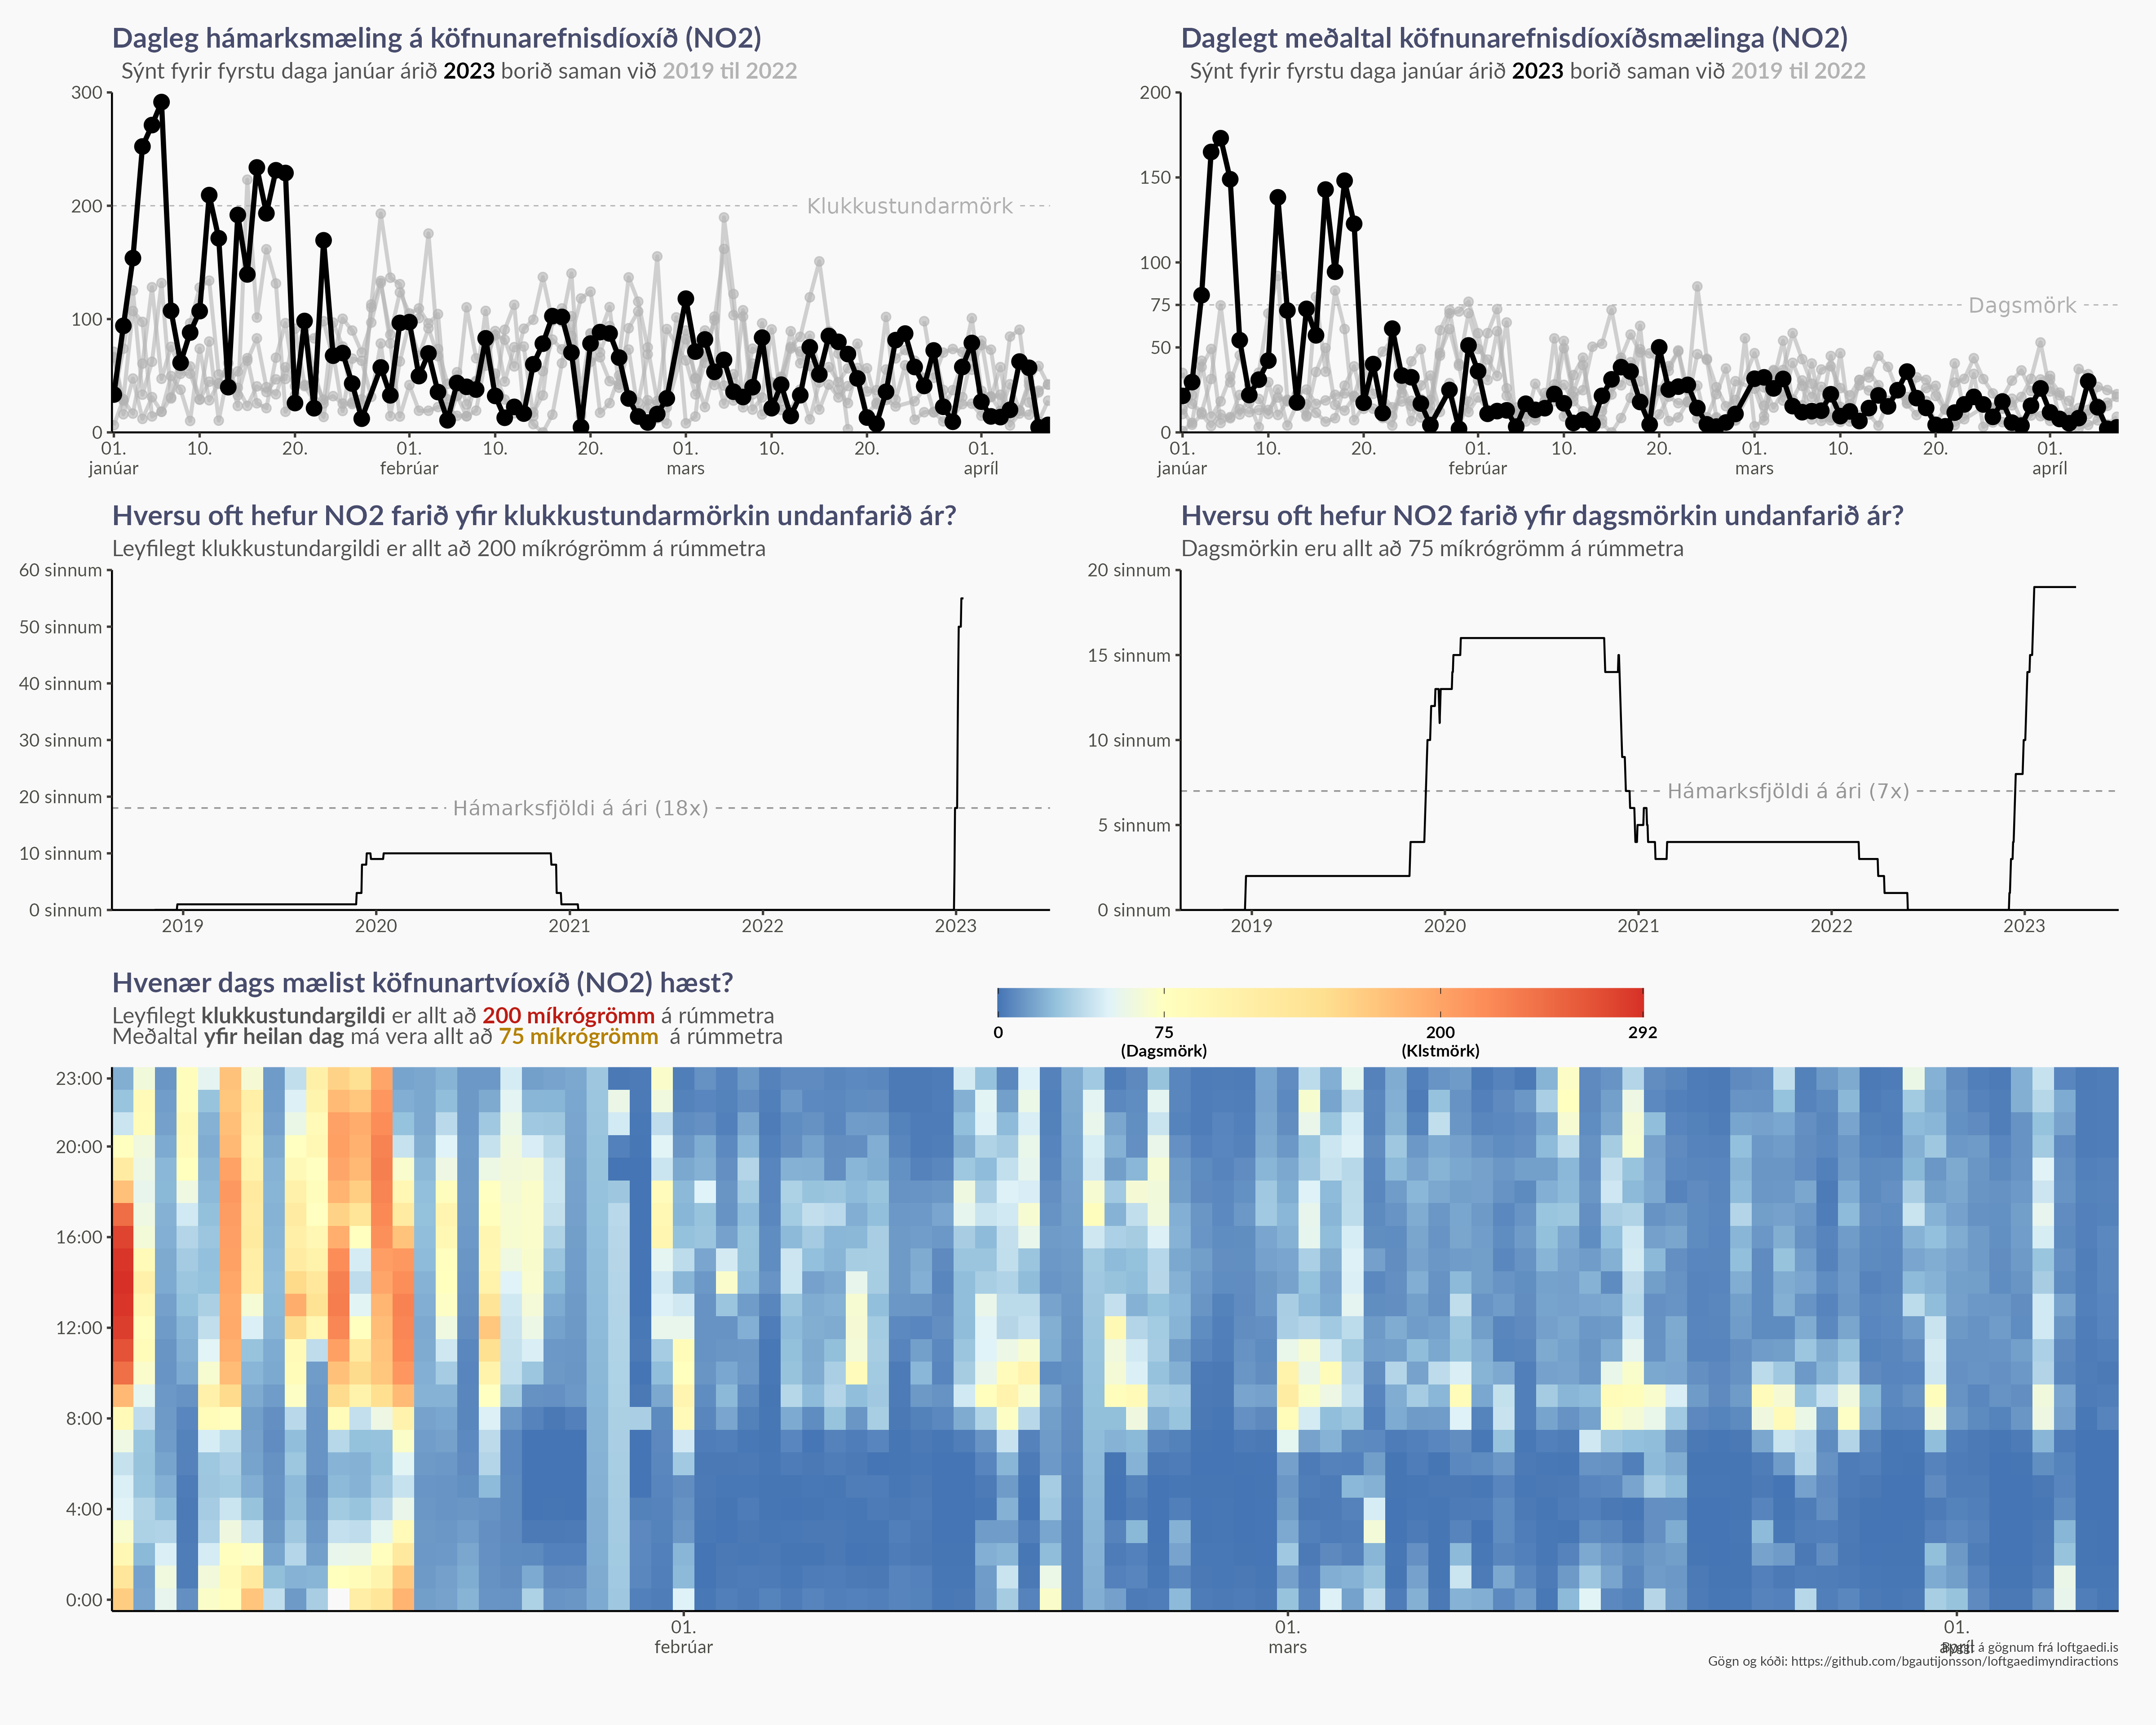 Dagleg hámarksmæling á köfnunarefnisdíoxíð (NO2)
Sýnt fyrir fyrstu daga janúar árið 2023 borið saman við 2019 til 2022
300
200
100
0
Klukkustundarmörk
01. 10. 20. 01. 10. 20. 01. 10. 20. 01.
janúar febrúar mars apríl
Daglegt meðaltal köfnunarefnisdíoxíðsmælinga (NO2)
Sýnt fyrir fyrstu daga janúar árið 2023 borið saman við 2019 til 2022
200
150
100
75
50
0
Dagsmörk
01. 10. 20. 01. 10. 20. 01. 10. 20. 01.
janúar febrúar mars apríl
Hversu oft hefur NO2 farið yfir klukkustundarmörkin undanfarið ár?
Leyfilegt klukkustundargildi er allt að 200 míkrógrömm á rúmmetra
60 sinnum
50 sinnum
40 sinnum
30 sinnum
20 sinnum
10 sinnum
0 sinnum
Hámarksfjöldi á ári (18x)
2019 2020 2021 2022 2023
Hversu oft hefur NO2 farið yfir dagsmörkin undanfarið ár?
Dagsmörkin eru allt að 75 míkrógrömm á rúmmetra
20 sinnum
15 sinnum
10 sinnum
5 sinnum
0 sinnum
Hámarksfjöldi á ári (7x)
2019 2020 2021 2022 2023
Hvenær dags mælist köfnunartvíoxíð (NO2) hæst?
Leyfilegt klukkustundargildi er allt að 200 míkrógrömm á rúmmetra
Meðaltal yfir heilan dag má vera allt að 75 míkrógrömm á rúmmetra
0 75 200 292
(Dagsmörk) (Klstmörk)
23:00
20:00
16:00
12:00
8:00
4:00
0:00
01. 01. 01.
febrúar mars
á gögnum frá loftgaedi.is
Gögn og kóði: https://github.com/bgautijonsson/loftgaedimyndiractions